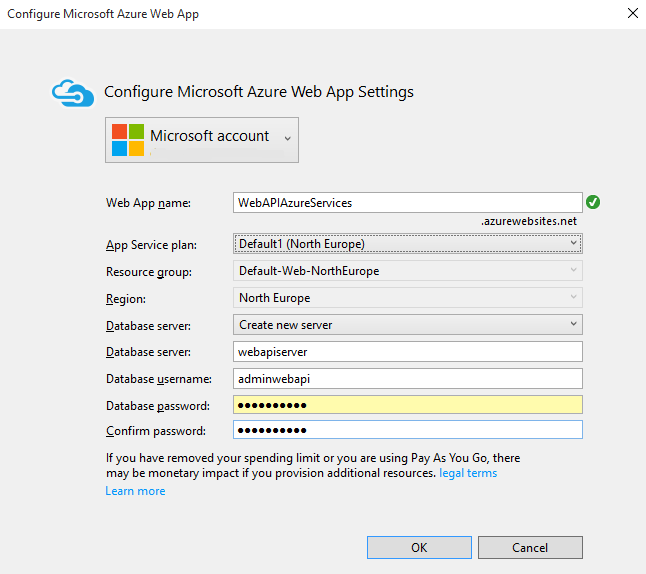 Configure Microsoft Azure Web App
Configure Microsoft Azure Web App Settings
Microsoft account
Web App name: WebAPIAzureServices
.azurewebsites.net
App Service plan: Default1 (North Europe)
Resource group: Default-Web-NorthEurope
Region: North Europe
Database server: Create new server
Database server: webapiserver
Database username: adminwebapi
Database password: ●●●●●●●●●●
Confirm password: ●●●●●●●●●●
If you have removed your spending limit or you are using Pay As You Go, there
may be monetary impact if you provision additional resources. legal terms
Learn more
OK Cancel